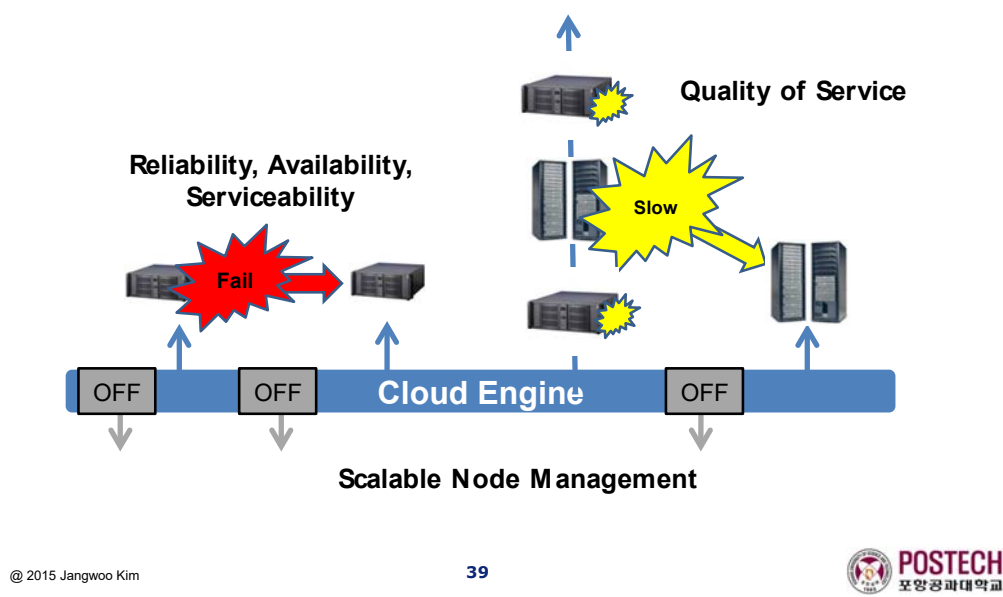 Quality of Service
Reliability, Availability,
Serviceability
Slow
Fail
OFF
OFF
Cloud Engine
OFF
Scalable Node Management
@ 2015 Jangwoo Kim
39
POSTECH
포항공과대학교